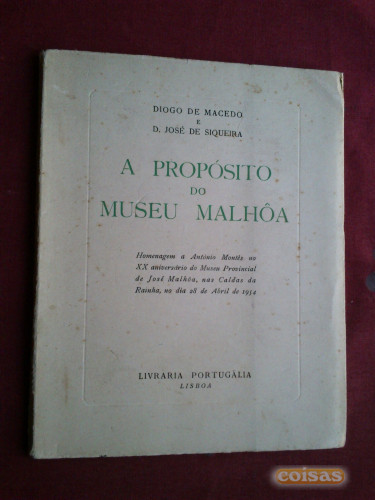 DIOGO DE MACEDO
E
D. JOSÉ DE SIQUEIRA
A PROPÓSITO
DO
MUSEU MALHÔA
Homenagem a António Montês no
XX aniversário do Museu Provincial
de José Malhôa, nas Caldas da
Rainha, no dia 28 de Abril de 1954
LIVRARIA PORTUGÁLIA
LISBOA
coisas